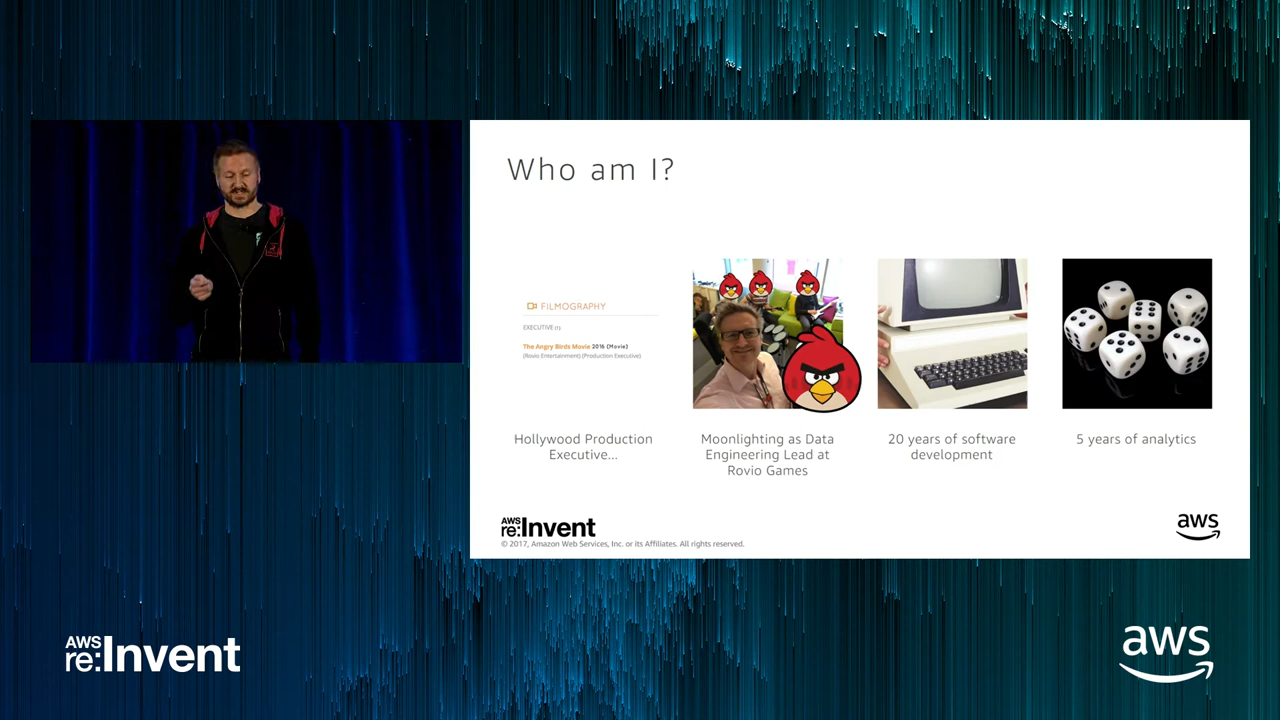 Who am I?
FILMOGRAPHY
EXECUTIVE (1)
The Angry Birds Movie 2016 (Movie)
(Rovio Entertainment) (Production Executive)
Hollywood Production
Executive...
Moonlighting as Data
Engineering Lead at
Rovio Games
20 years of software
development
5 years of analytics
AWS
re:Invent
© 2017, Amazon Web Services, Inc. or its Affiliates. All rights reserved.
aws
AWS
re:Invent
aws